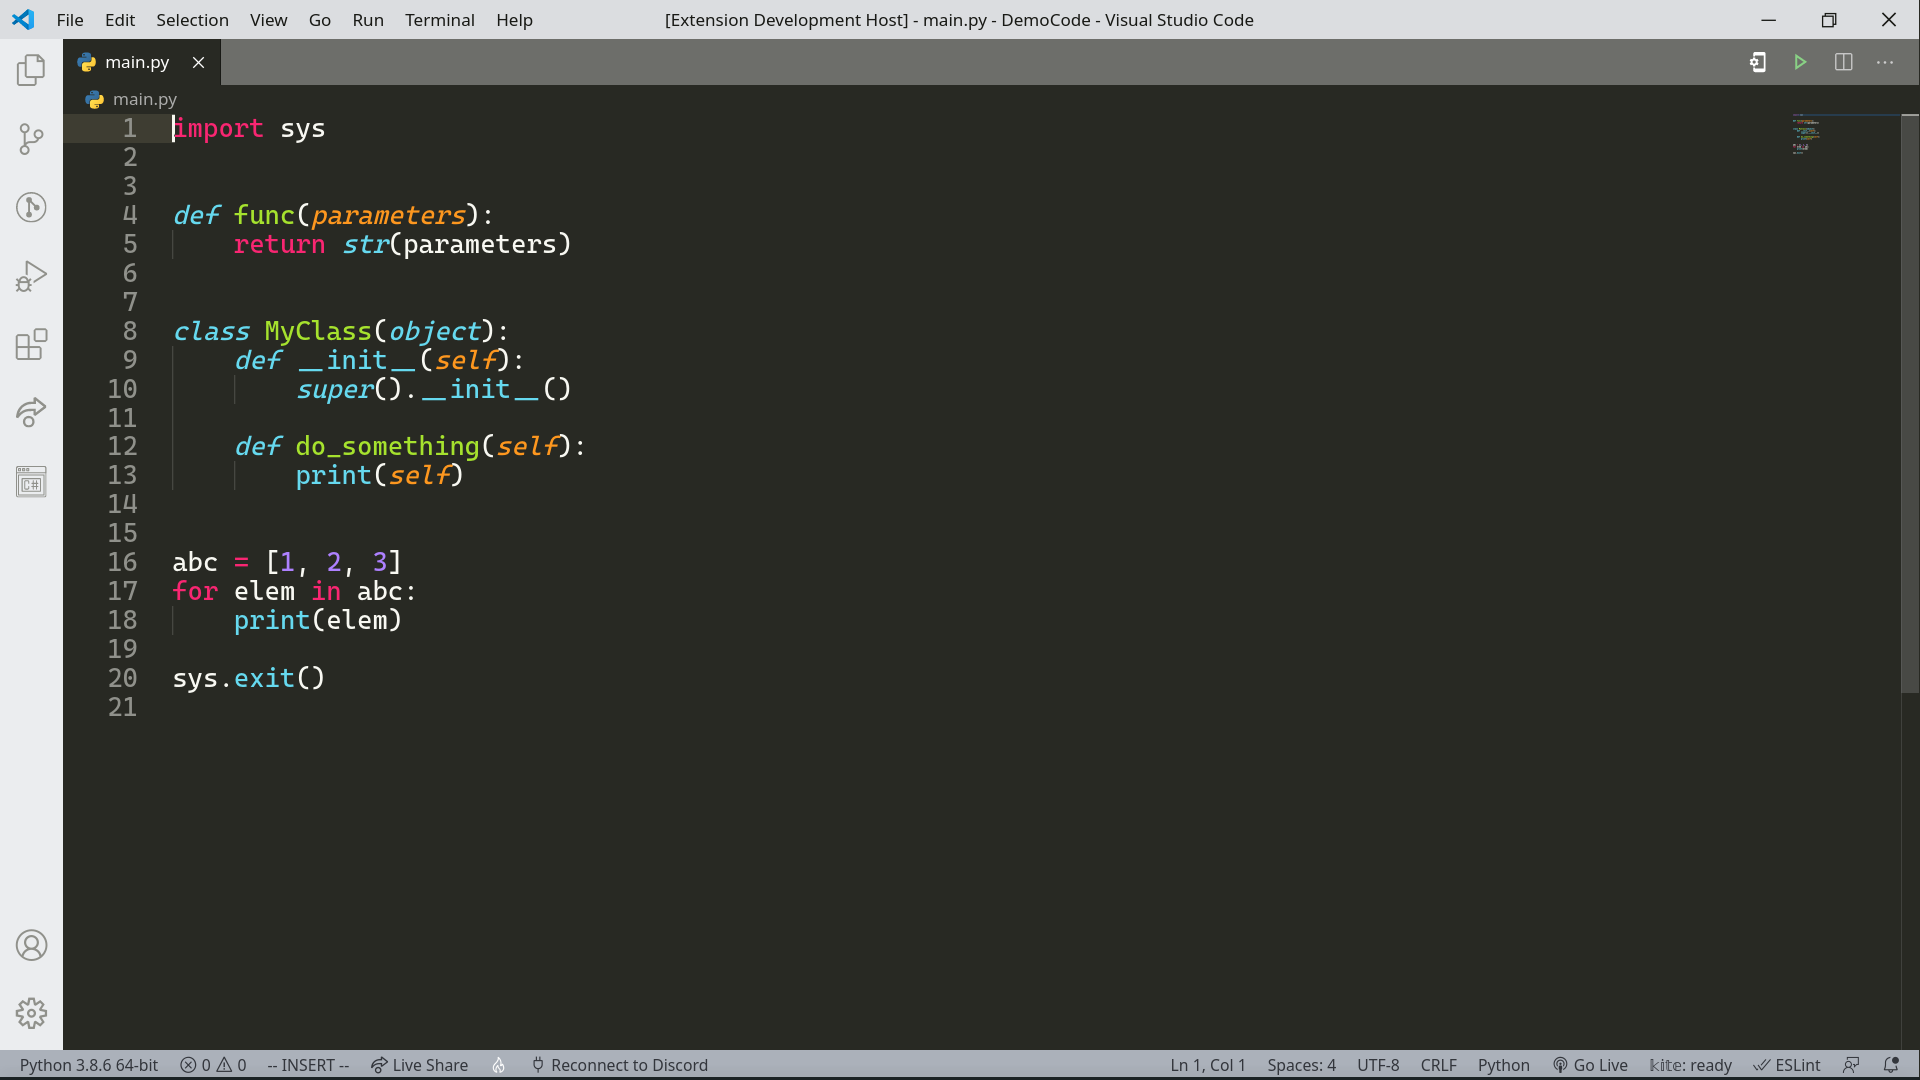 File Edit Selection View Go Run Terminal Help [Extension Development Host] - main.py - DemoCode - Visual Studio Code
main.py
main.py
1 import sys
2
3
4 def func(parameters):
5     return str(parameters)
6
7
8 class MyClass(object):
9     def __init__(self):
10         super().__init__()
11
12     def do_something(self):
13         print(self)
14
15
16 abc = [1, 2, 3]
17 for elem in abc:
18     print(elem)
19
20 sys.exit()
21
C#
Python 3.8.6 64-bit 0 0 -- INSERT -- Live Share Reconnect to Discord Ln 1, Col 1 Spaces: 4 UTF-8 CRLF Python Go Live kite: ready ESLint